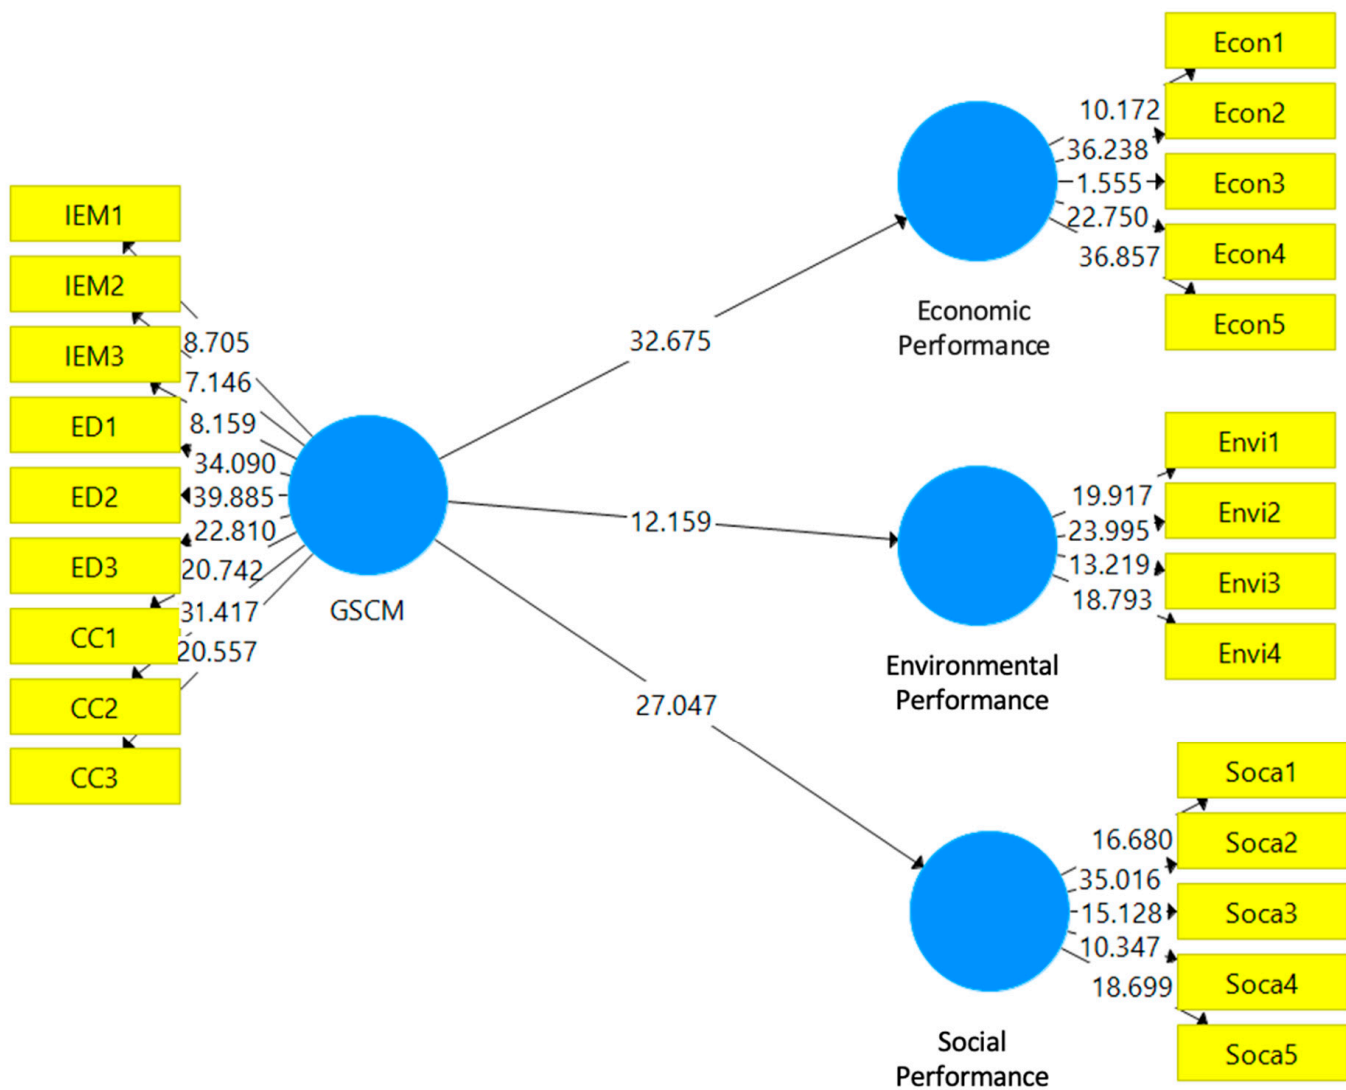 IEM1
IEM2
IEM3
ED1
ED2
ED3
CC1
CC2
CC3
8.705
7.146
8.159
34.090
39.885
22.810
20.742
31.417
20.557
GSCM
32.675
12.159
27.047
Economic
Performance
10.172
36.238
1.555
22.750
36.857
Econ1
Econ2
Econ3
Econ4
Econ5
Environmental
Performance
19.917
23.995
13.219
18.793
Envi1
Envi2
Envi3
Envi4
Social
Performance
16.680
35.016
15.128
10.347
18.699
Soca1
Soca2
Soca3
Soca4
Soca5